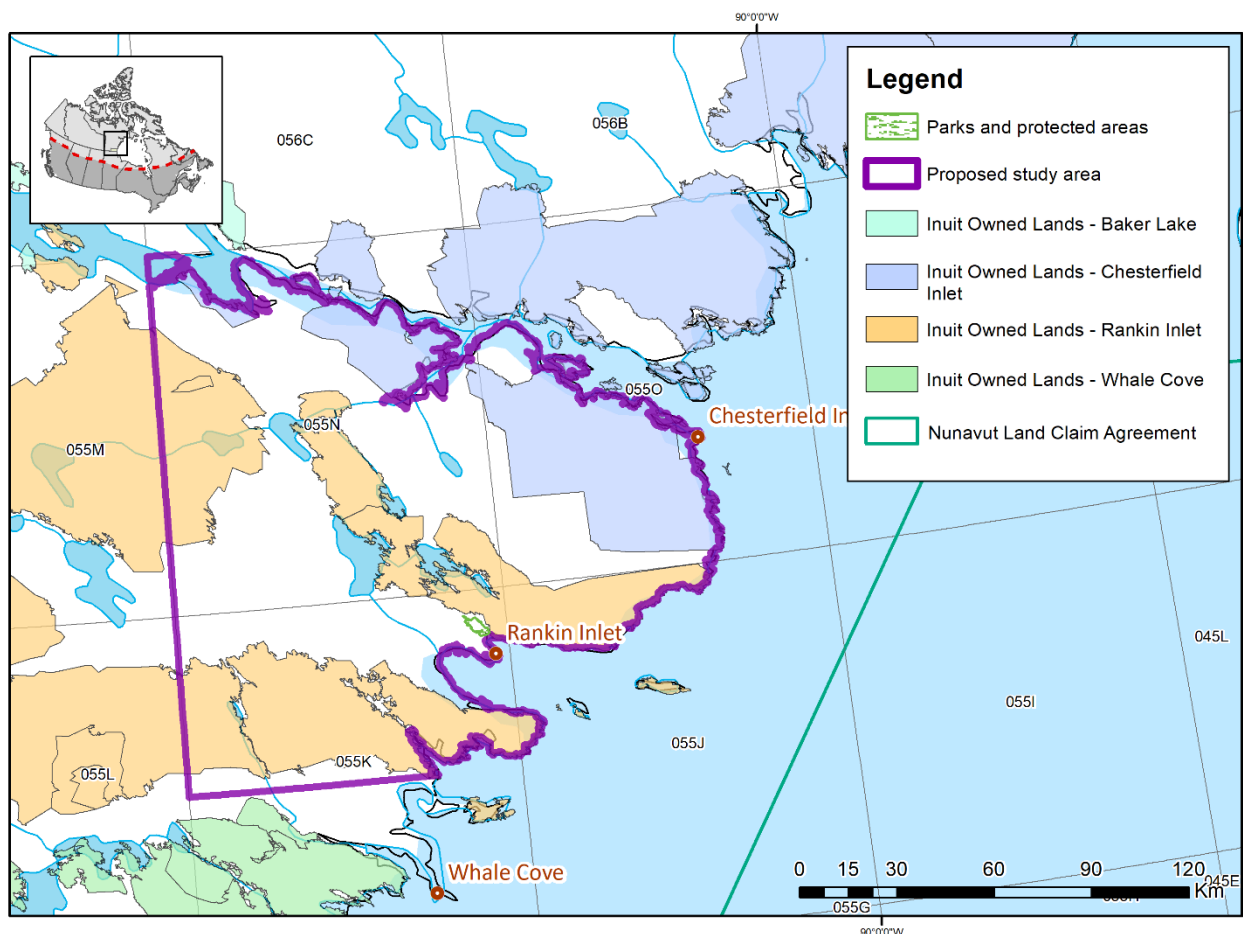 90°0'0"W
Legend
Parks and protected areas
Proposed study area
Inuit Owned Lands - Baker Lake
Inuit Owned Lands - Chesterfield
Inlet
Inuit Owned Lands - Rankin Inlet
Inuit Owned Lands - Whale Cove
Nunavut Land Claim Agreement
056B
056C
055O
Chesterfield In
055N
055M
Rankin Inlet
045L
055I
055J
055K
055L
Whale Cove
0 15 30 60 90 120
Km
045E
055G
90°0'0"W